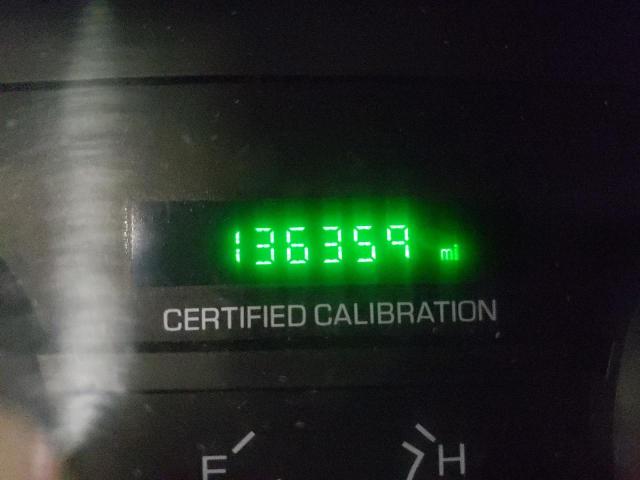 136359 mi
CERTIFIED CALIBRATION
F H